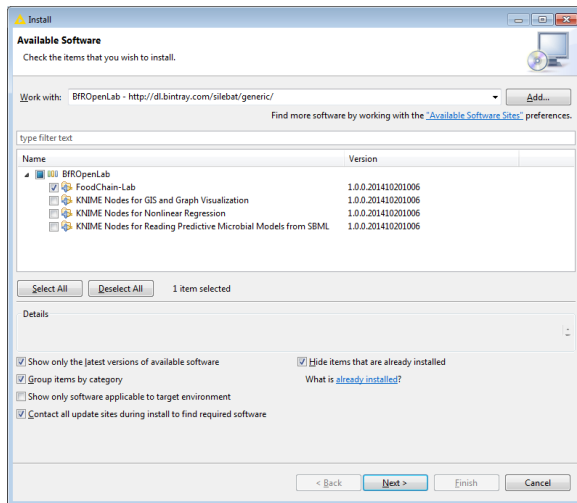 Install
Available Software
Check the items that you wish to install.
Work with: BfROpenLab - http://dl.bintray.com/silebat/generic/ Add...
Find more software by working with the "Available Software Sites" preferences.
type filter text
Name Version
BfROpenLab
FoodChain-Lab 1.0.0.201410201006
KNIME Nodes for GIS and Graph Visualization 1.0.0.201410201006
KNIME Nodes for Nonlinear Regression 1.0.0.201410201006
KNIME Nodes for Reading Predictive Microbial Models from SBML 1.0.0.201410201006
Select All Deselect All 1 item selected
Details
Show only the latest versions of available software Hide items that are already installed
Group items by category What is already installed?
Show only software applicable to target environment
Contact all update sites during install to find required software
< Back Next > Finish Cancel